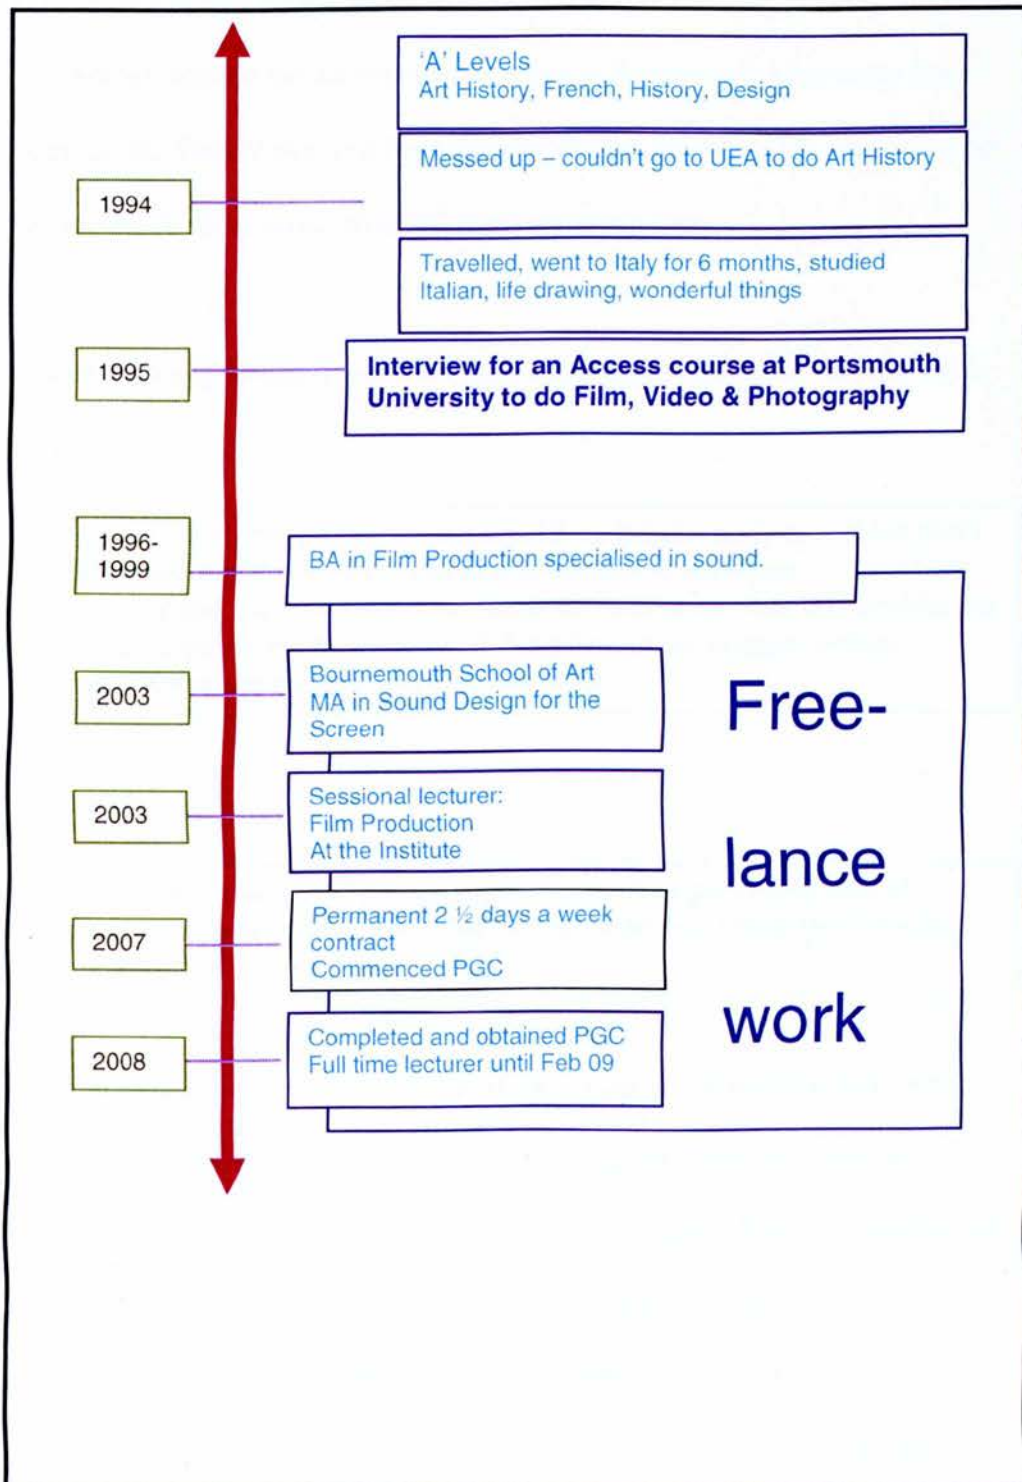 'A' Levels
Art History, French, History, Design
Messed up – couldn't go to UEA to do Art History
1994
Travelled, went to Italy for 6 months, studied
Italian, life drawing, wonderful things
1995
Interview for an Access course at Portsmouth
University to do Film, Video & Photography
1996-
1999
BA in Film Production specialised in sound.
2003
Bournemouth School of Art
MA in Sound Design for the
Screen
2003
Sessional lecturer:
Film Production
At the Institute
2007
Permanent 2 ½ days a week
contract
Commenced PGC
2008
Completed and obtained PGC
Full time lecturer until Feb 09
Free-
lance
work